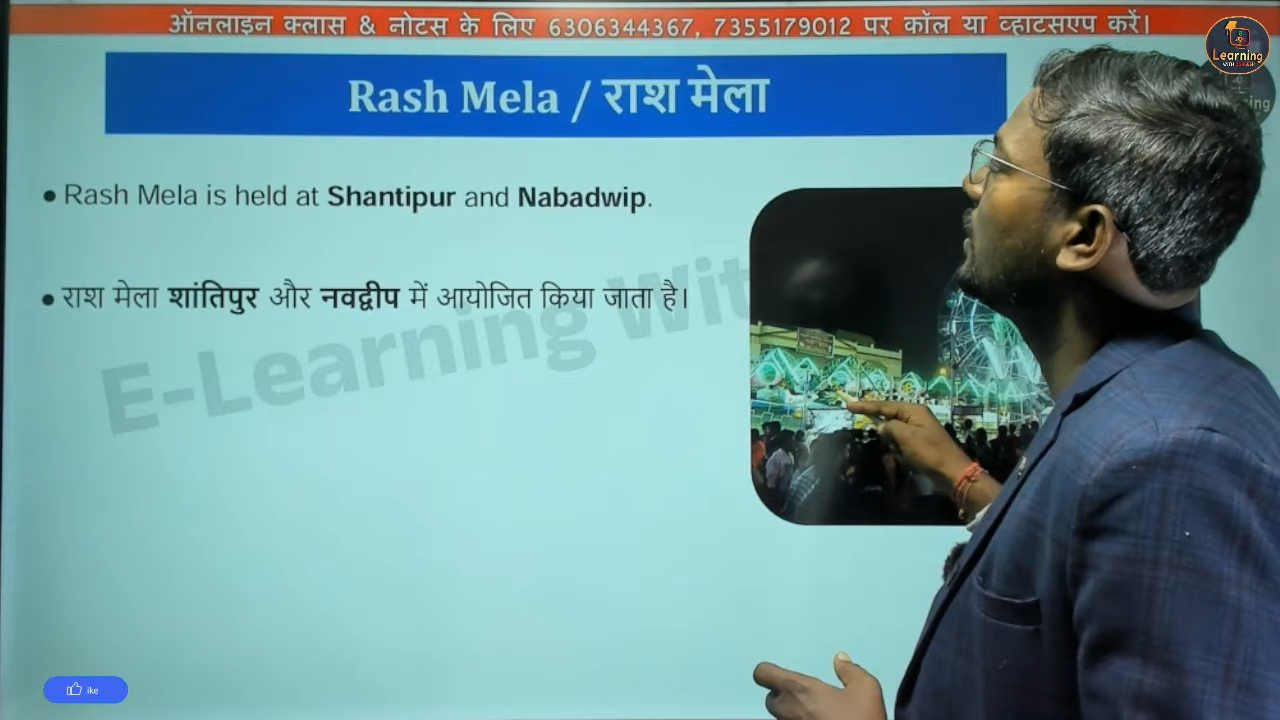 ऑनलाइन क्लास & नोटस के लिए 6306344367, 7355179012 पर कॉल या व्हाटसएप करें।
Learning
Rash Mela / राश मेला
• Rash Mela is held at Shantipur and Nabadwip.
• राश मेला शांतिपुर और नवद्वीप में आयोजित किया जाता है।
E-Learning Wit
ike